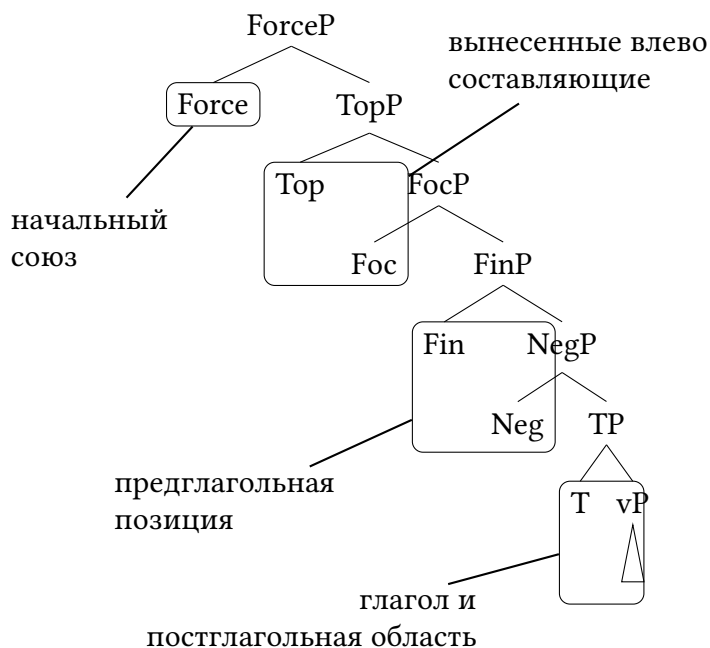 ForceP
вынесенные влево
составляющие
Force TopP
Top FocP
начальный
союз
Foc FinP
Fin NegP
Neg TP
предглагольная
позиция
T vP
глагол и
постглагольная область